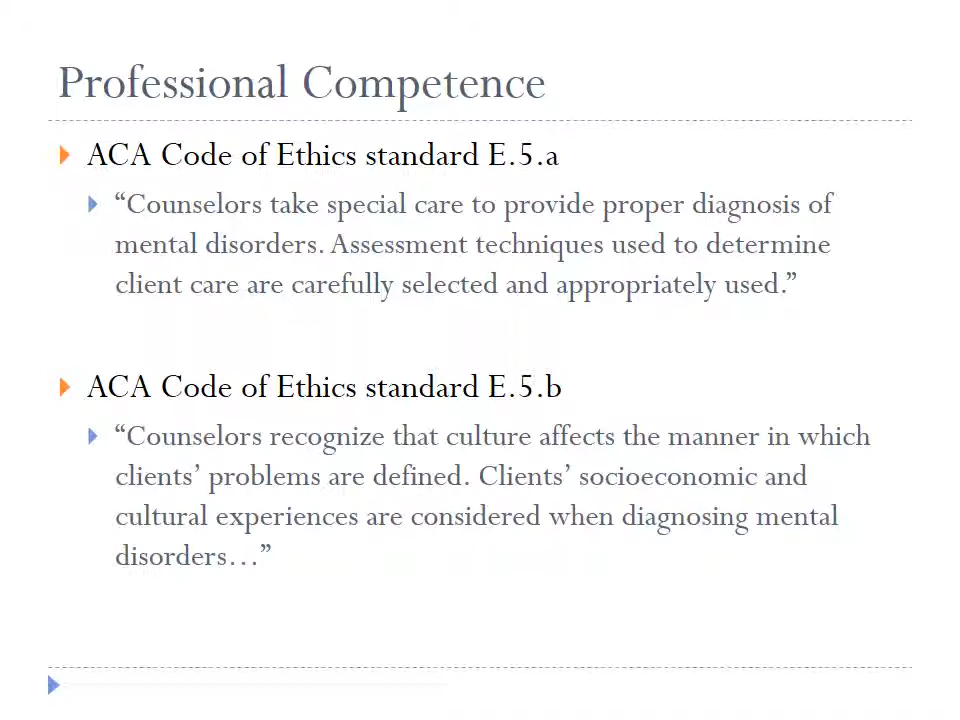 Professional Competence
ACA Code of Ethics standard E.5.a
“Counselors take special care to provide proper diagnosis of
mental disorders. Assessment techniques used to determine
client care are carefully selected and appropriately used.”
ACA Code of Ethics standard E.5.b
“Counselors recognize that culture affects the manner in which
clients’ problems are defined. Clients’ socioeconomic and
cultural experiences are considered when diagnosing mental
disorders…”